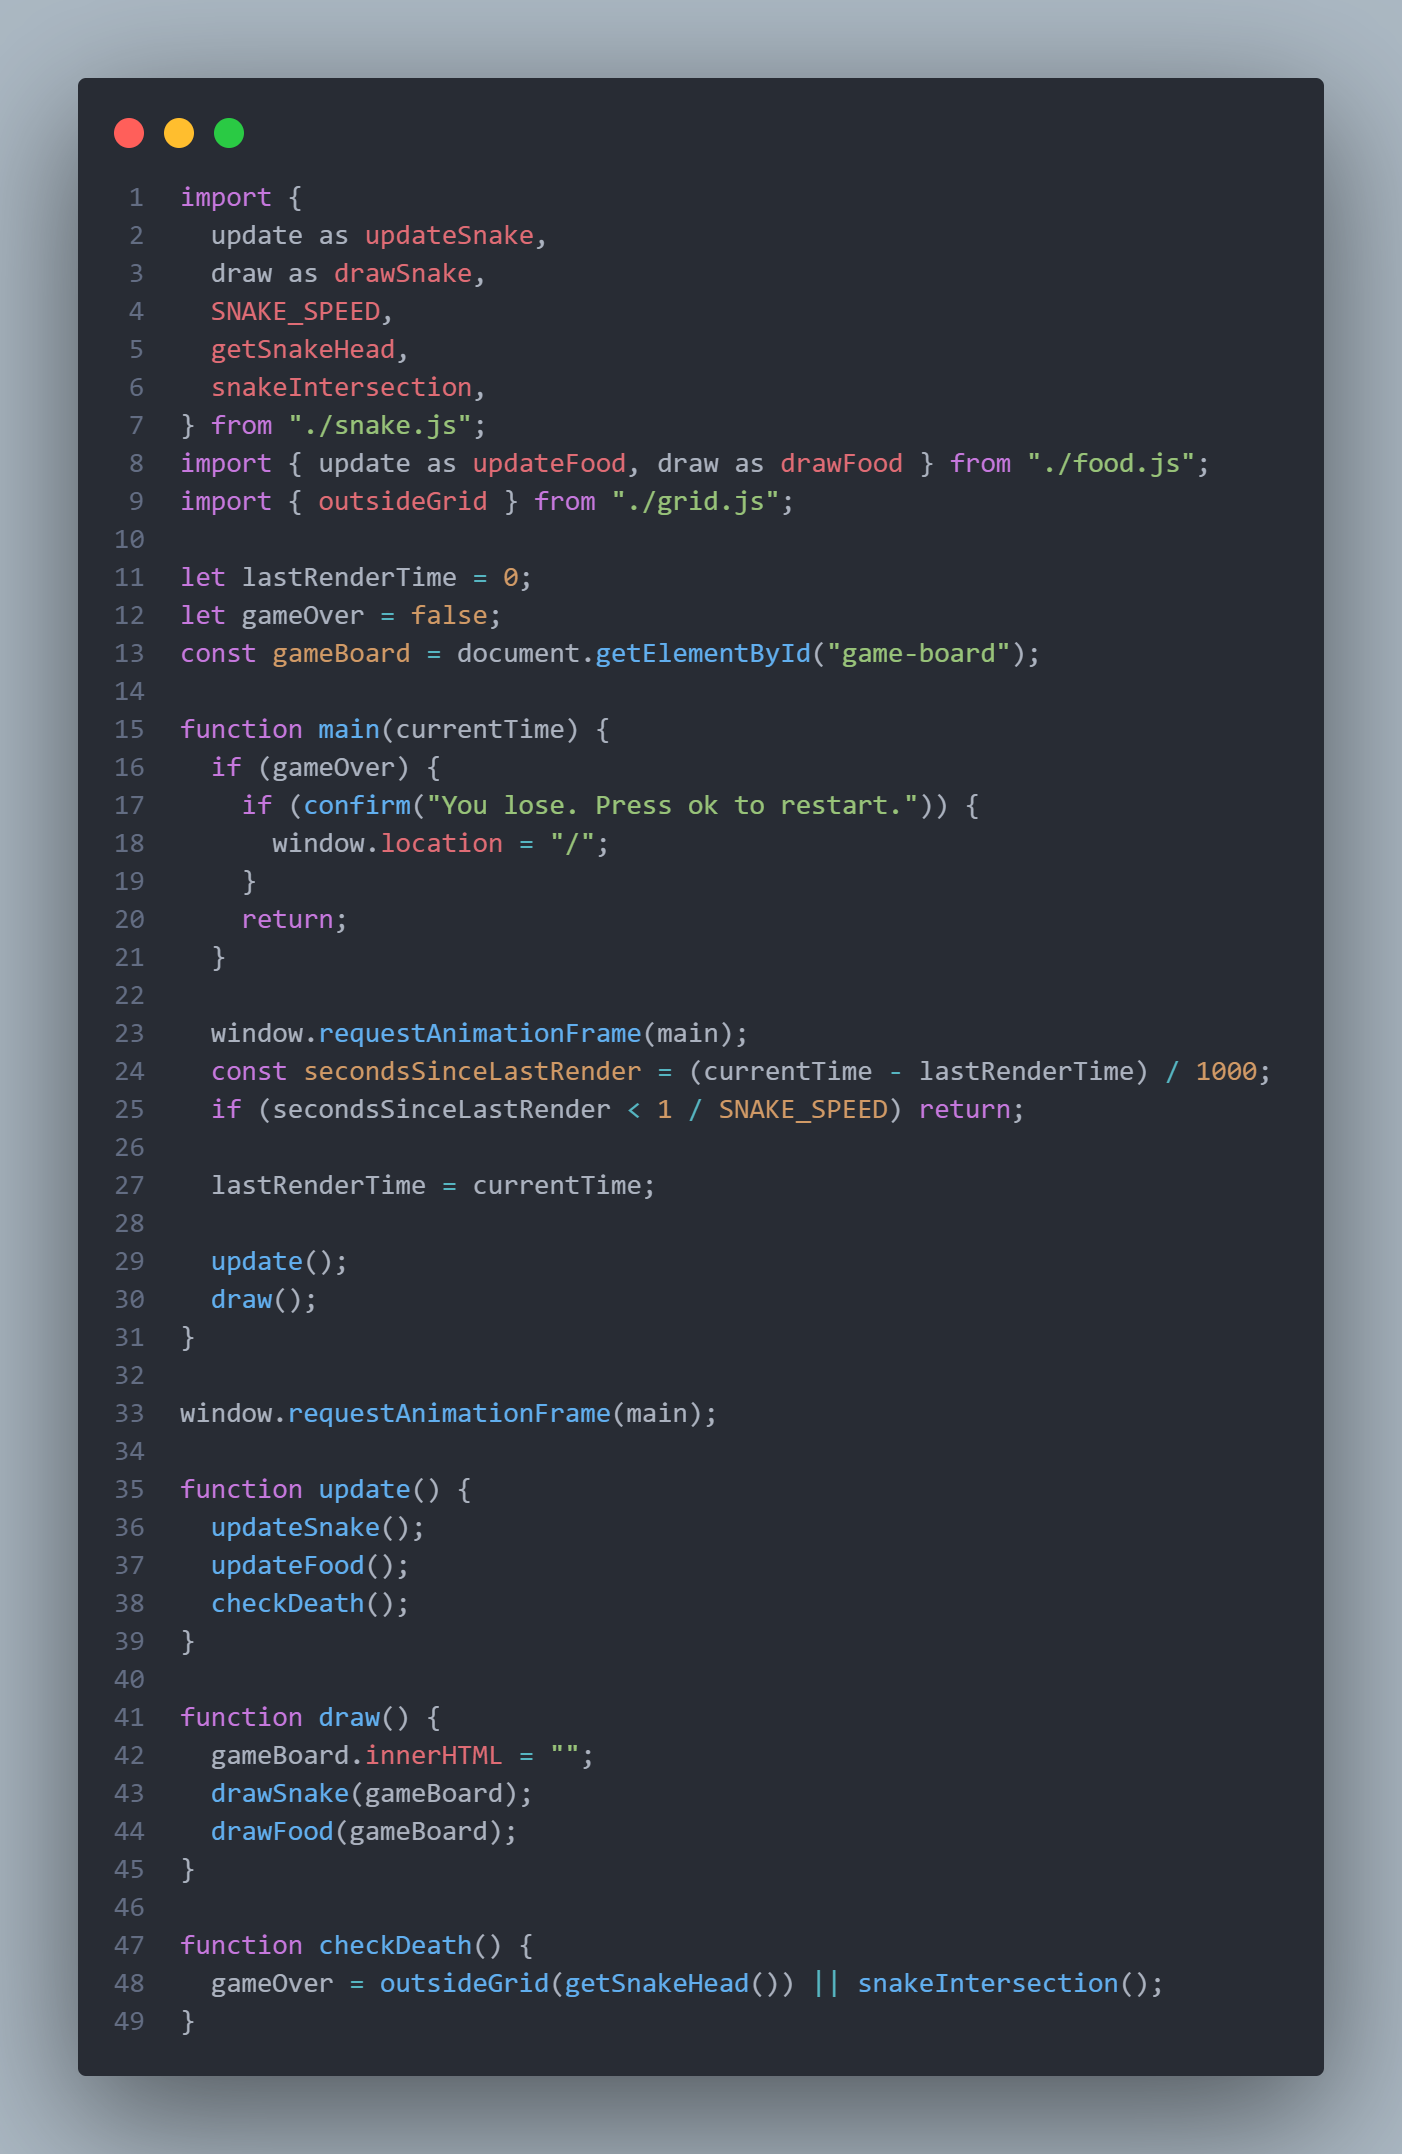 1 import {
2   update as updateSnake,
3   draw as drawSnake,
4   SNAKE_SPEED,
5   getSnakeHead,
6   snakeIntersection,
7 } from "./snake.js";
8 import { update as updateFood, draw as drawFood } from "./food.js";
9 import { outsideGrid } from "./grid.js";
10
11 let lastRenderTime = 0;
12 let gameOver = false;
13 const gameBoard = document.getElementById("game-board");
14
15 function main(currentTime) {
16   if (gameOver) {
17     if (confirm("You lose. Press ok to restart.")) {
18       window.location = "/";
19     }
20     return;
21   }
22
23   window.requestAnimationFrame(main);
24   const secondsSinceLastRender = (currentTime - lastRenderTime) / 1000;
25   if (secondsSinceLastRender < 1 / SNAKE_SPEED) return;
26
27   lastRenderTime = currentTime;
28
29   update();
30   draw();
31 }
32
33 window.requestAnimationFrame(main);
34
35 function update() {
36   updateSnake();
37   updateFood();
38   checkDeath();
39 }
40
41 function draw() {
42   gameBoard.innerHTML = "";
43   drawSnake(gameBoard);
44   drawFood(gameBoard);
45 }
46
47 function checkDeath() {
48   gameOver = outsideGrid(getSnakeHead()) || snakeIntersection();
49 }